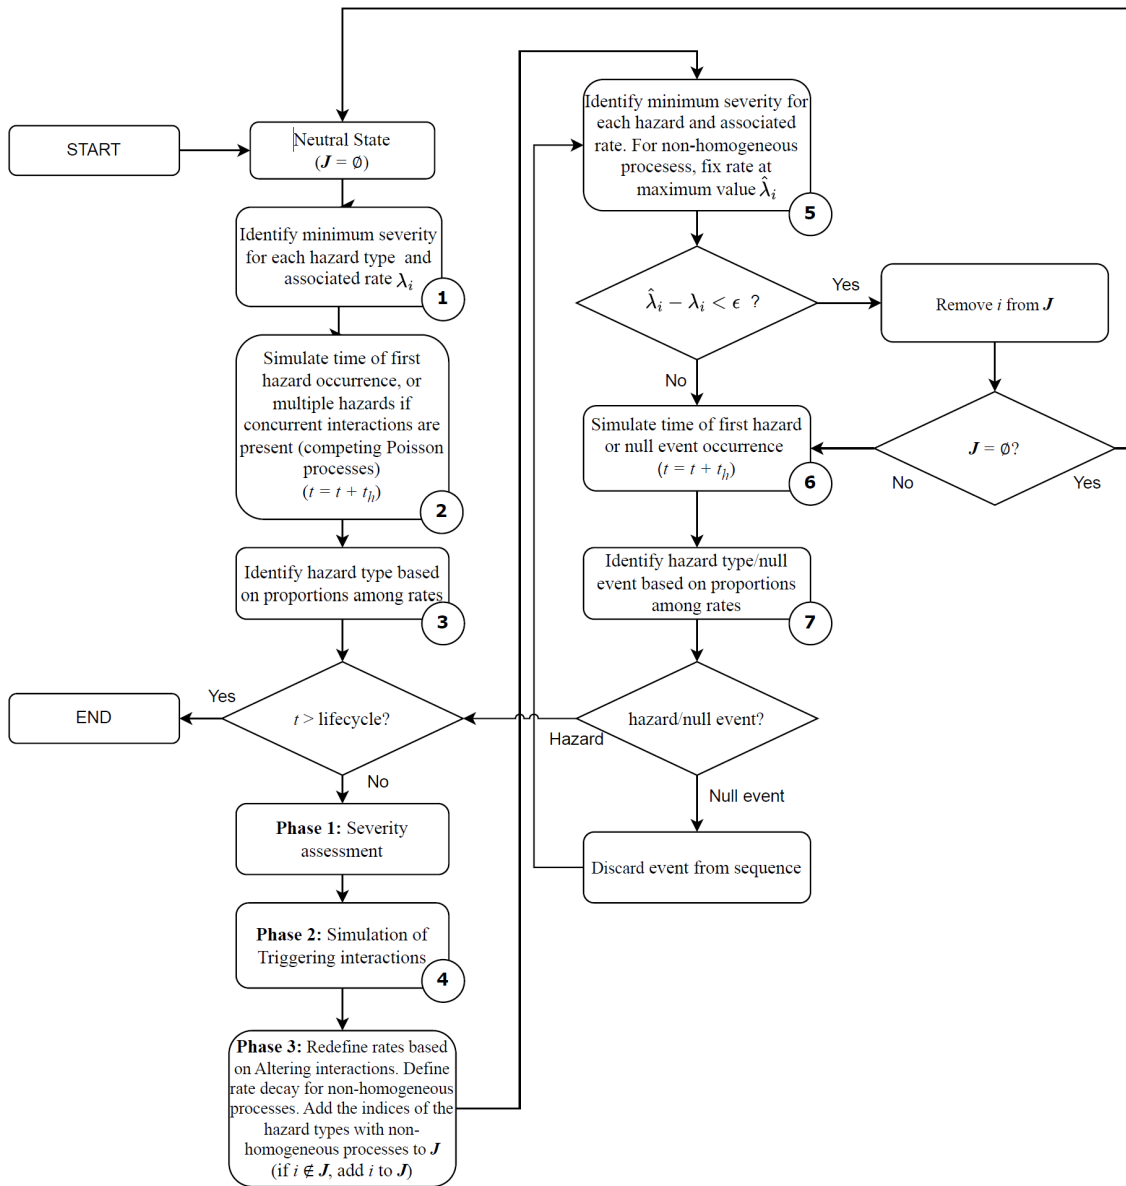 START
Neutral State
(J = ∅)
Identify minimum severity
for each hazard type and
associated rate λi
1
Simulate time of first
hazard occurrence, or
multiple hazards if
concurrent interactions are
present (competing Poisson
processes)
(t = t + th)
2
Identify hazard type based
on proportions among rates
3
Yes
END
t > lifecycle?
No
Phase 1: Severity
assessment
Phase 2: Simulation of
Triggering interactions
4
Phase 3: Redefine rates based
on Altering interactions. Define
rate decay for non-homogeneous
processes. Add the indices of the
hazard types with non-
homogeneous processes to J
(if i ∉ J, add i to J)
Identify minimum severity for
each hazard and associated
rate. For non-homogeneous
procesess, fix rate at
maximum value λ̂i
5
λ̂i − λi < ϵ ?
Yes
Remove i from J
No
J = ∅?
No
Yes
Simulate time of first hazard
or null event occurrence
(t = t + th)
6
Identify hazard type/null
event based on proportions
among rates
7
hazard/null event?
Hazard
Null event
Discard event from sequence